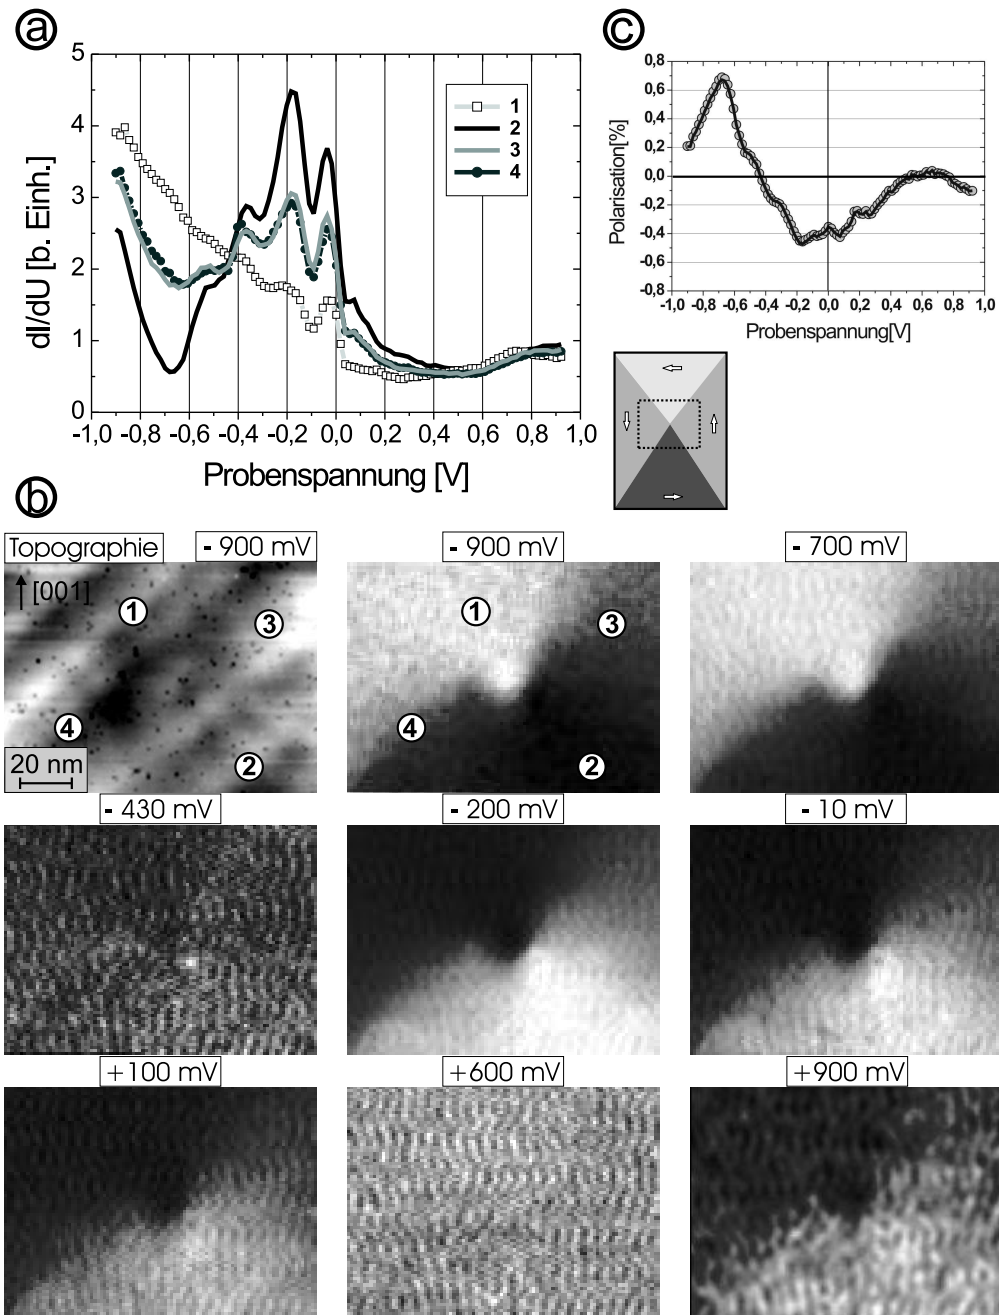 a
5
4
3
2
1
0
-1,0 -0,8 -0,6 -0,4 -0,2 0,0 0,2 0,4 0,6 0,8 1,0
dI/dU [b. Einh.]
Probenspannung [V]
1
2
3
4
c
0,8
0,6
0,4
0,2
0,0
-0,2
-0,4
-0,6
-0,8
-1,0 -0,8 -0,6 -0,4 -0,2 0,0 0,2 0,4 0,6 0,8 1,0
Polarisation[%]
Probenspannung[V]
b
Topographie
- 900 mV
- 900 mV
- 700 mV
[001]
1
3
4
2
20 nm
1
3
4
2
- 430 mV
- 200 mV
- 10 mV
+100 mV
+600 mV
+900 mV